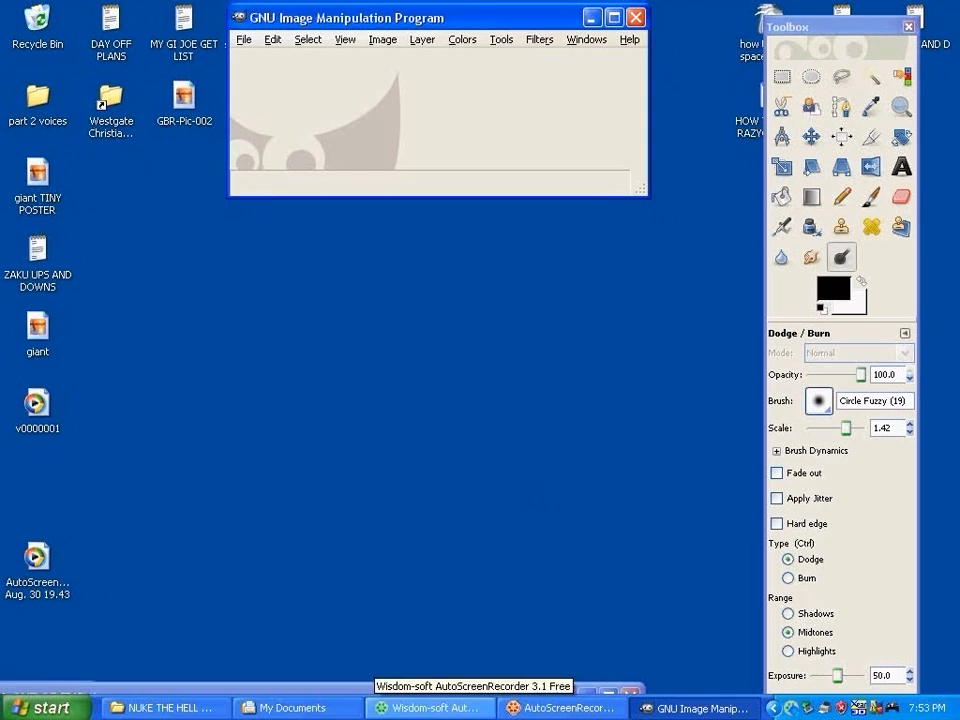 Recycle Bin
DAY OFF
PLANS
MY GI JOE GET
LIST
part 2 voices
Westgate
Christia...
GBR-Pic-002
giant TINY
POSTER
ZAKU UPS AND
DOWNS
giant
v0000001
AutoScreen...
Aug. 30 19.43
GNU Image Manipulation Program
File Edit Select View Image Layer Colors Tools Filters Windows Help
how
space
HOW T
RAZY
AND D
Toolbox
Dodge / Burn
Mode: Normal
Opacity: 100.0
Brush: Circle Fuzzy (19)
Scale: 1.42
Brush Dynamics
Fade out
Apply Jitter
Hard edge
Type (Ctrl)
Dodge
Burn
Range
Shadows
Midtones
Highlights
Exposure: 50.0
Wisdom-soft AutoScreenRecorder 3.1 Free
start
NUKE THE HELL ...
My Documents
Wisdom-soft Aut...
AutoScreenRecor...
GNU Image Manip...
7:53 PM